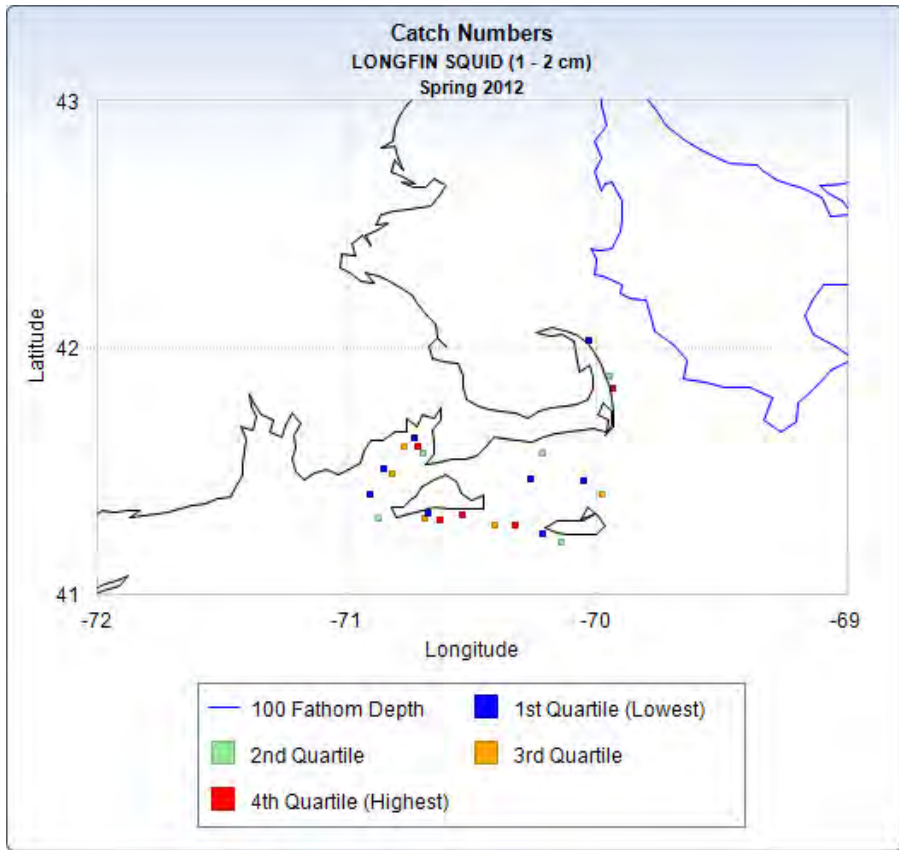 Catch Numbers
LONGFIN SQUID (1 - 2 cm)
Spring 2012
43
42
41
Latitude
-72 -71 -70 -69
Longitude
100 Fathom Depth 1st Quartile (Lowest)
2nd Quartile 3rd Quartile
4th Quartile (Highest)